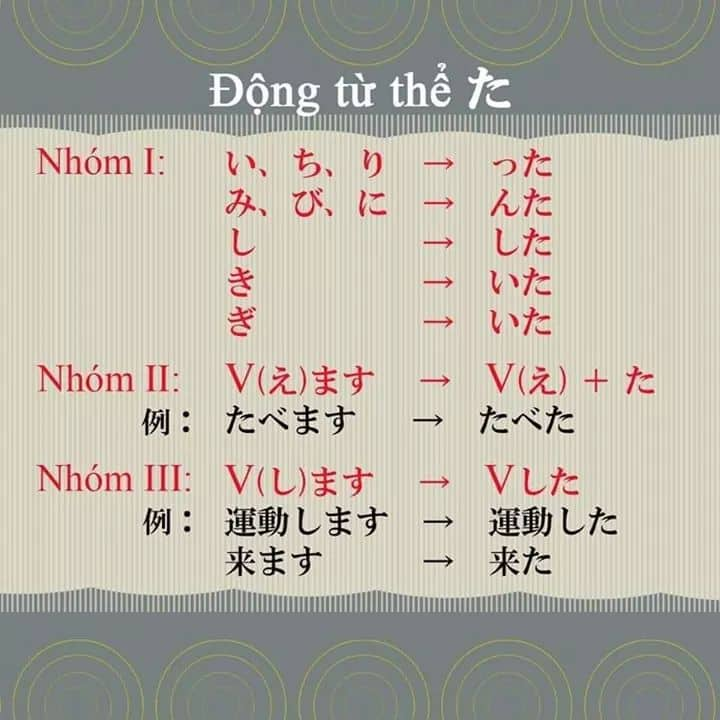 Động từ thể た
Nhóm I: い、ち、り → った
み、び、に → んた
し → した
き → いた
ぎ → いた
Nhóm II: V(え)ます → V(え) + た
例： たべます → たべた
Nhóm III: V(し)ます → Vした
例： 運動します → 運動した
来ます → 来た